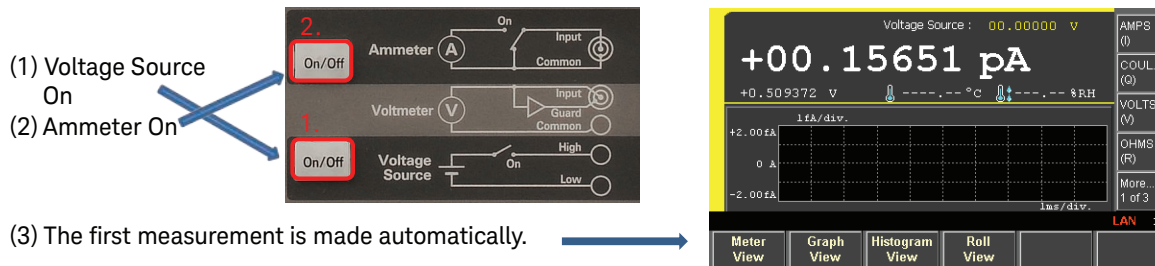 (1) Voltage Source
On
(2) Ammeter On
2.
On/Off
Ammeter
A
On
Input
Common
Voltmeter
V
Input
Guard
Common
1.
On/Off
Voltage
Source
On
High
Low
(3) The first measurement is made automatically.
Voltage Source : 00.00000 V
+00.15651 pA
+0.509372 V ----.-- °C ---.-- %RH
1fA/div.
+2.00fA
0 A
-2.00fA
1ms/div.
AMPS
(I)
COUL.
(Q)
VOLTS
(V)
OHMS
(R)
More...
1 of 3
LAN
Meter
View
Graph
View
Histogram
View
Roll
View